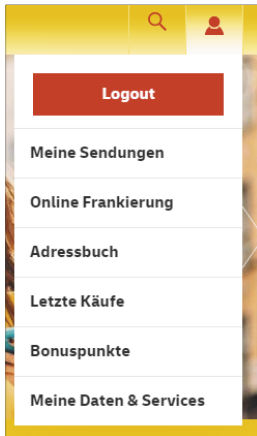 Logout
Meine Sendungen
Online Frankierung
Adressbuch
Letzte Käufe
Bonuspunkte
Meine Daten & Services